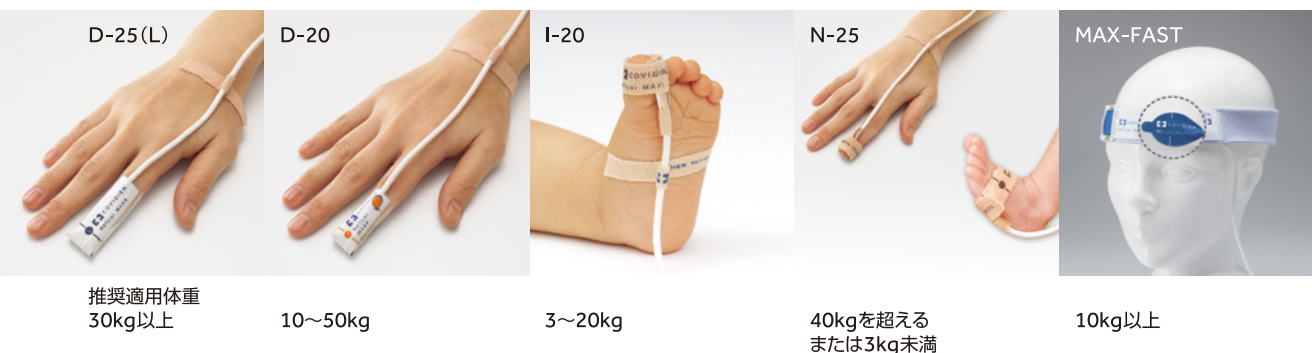 D-25(L)
D-20
I-20
N-25
MAX-FAST
COVIDIEN
COVIDIEN
推奨適用体重
30kg以上
10〜50kg
3〜20kg
40kgを超える
または3kg未満
10kg以上